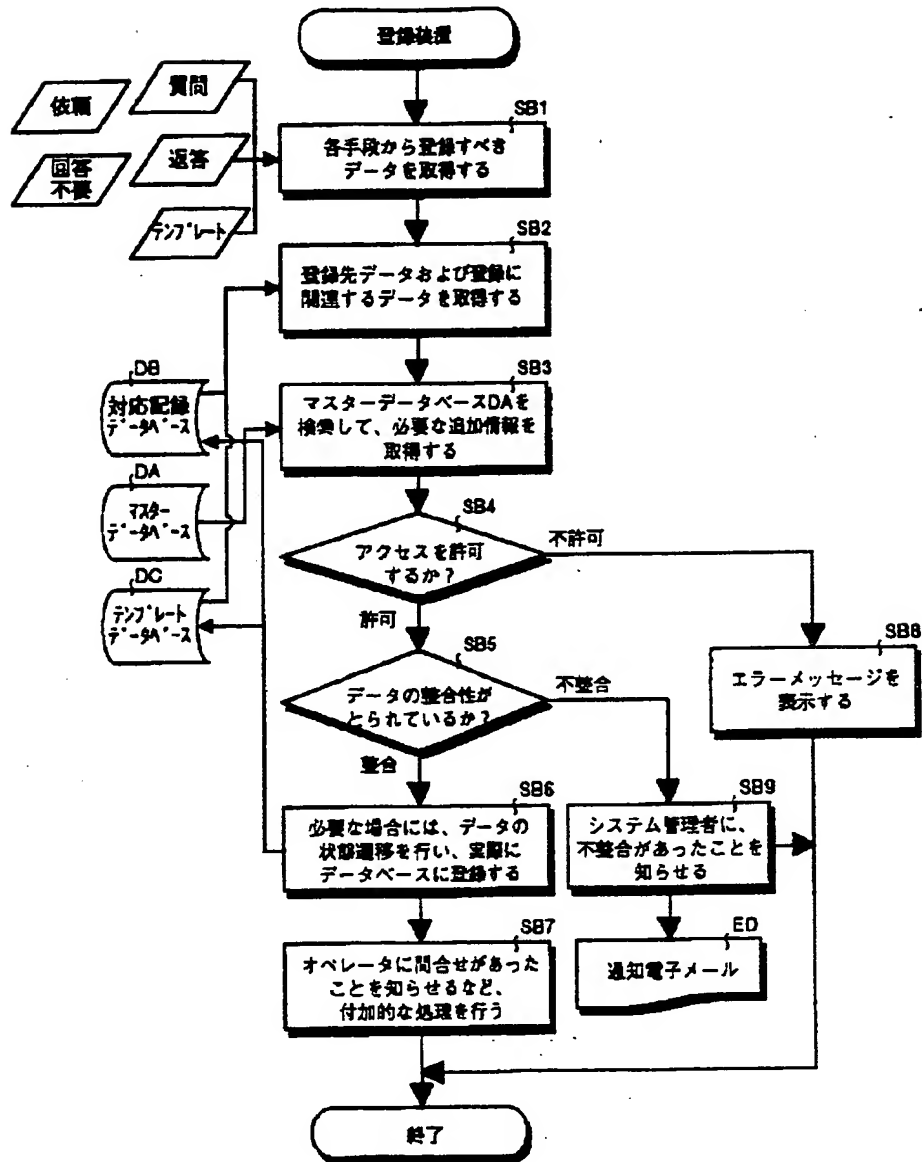 登録装置
依頼
質問
回答
不要
返答
テンプレート
SB1
各手段から登録すべき
データを取得する
SB2
登録先データおよび登録に
関連するデータを取得する
SB3
マスターデータベースDAを
検索して、必要な追加情報を
取得する
DB
対応記録
データベース
DA
マスター
データベース
DC
テンプレート
データベース
SB4
アクセスを許可
するか？
不許可
許可
SB5
データの整合性が
とられているか？
不整合
整合
SB8
エラーメッセージを
表示する
SB6
必要な場合には、データの
状態遷移を行い、実際に
データベースに登録する
SB9
システム管理者に、
不整合があったことを
知らせる
SB7
オペレータに問合せがあった
ことを知らせるなど、
付加的な処理を行う
ED
通知電子メール
終了